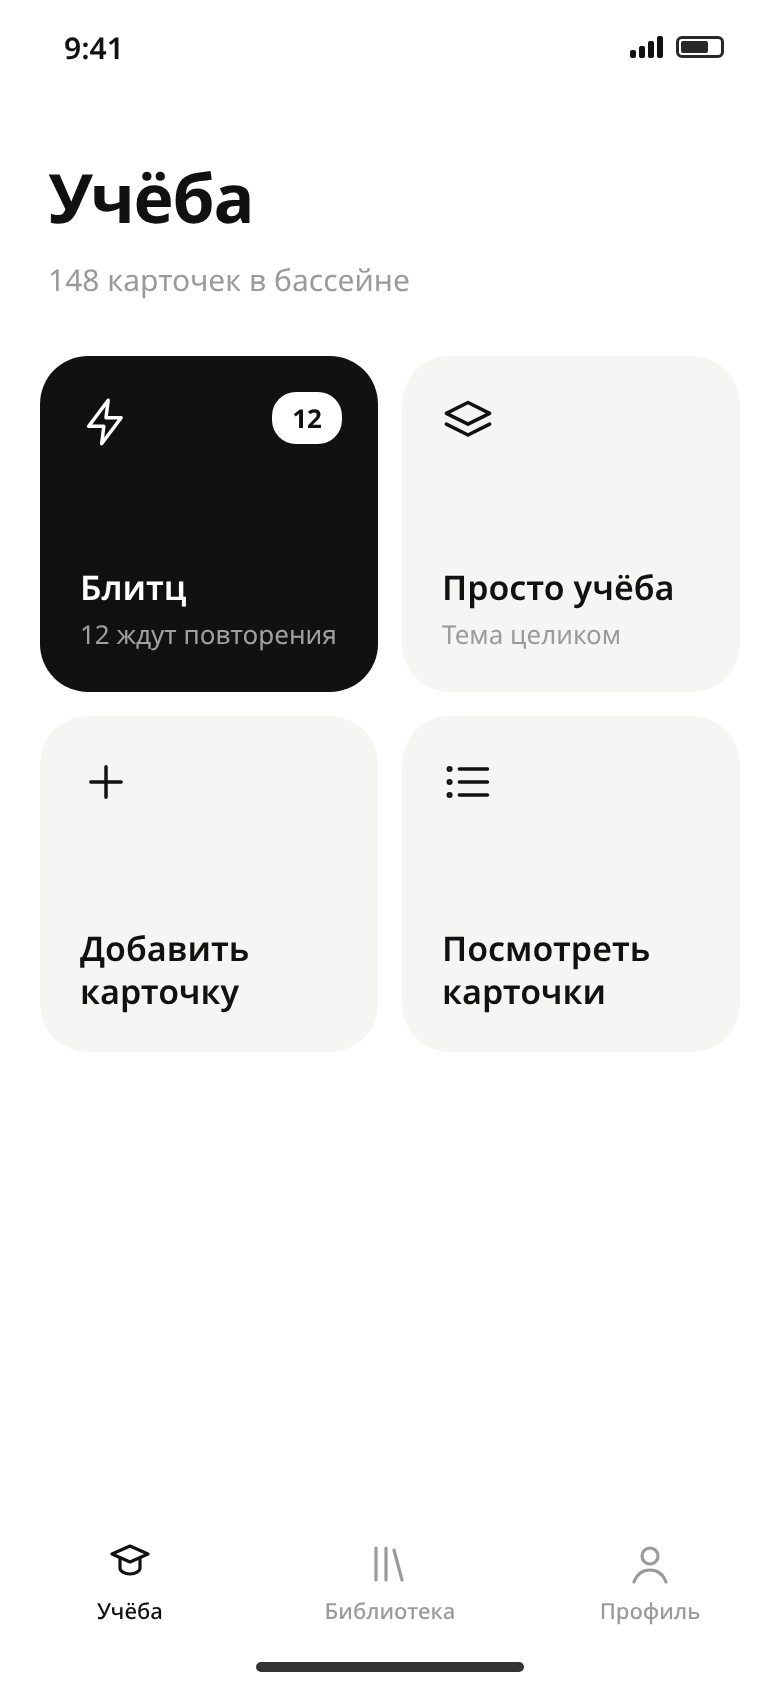 9:41
Учёба
148 карточек в бассейне
12
Блитц
12 ждут повторения
Просто учёба
Тема целиком
Добавить
карточку
Посмотреть
карточки
Учёба
Библиотека
Профиль